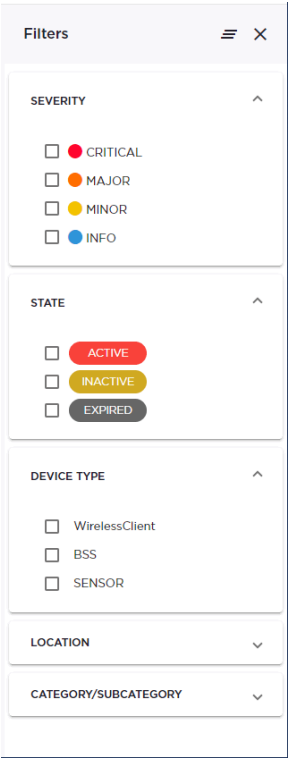 Filters
SEVERITY
CRITICAL
MAJOR
MINOR
INFO
STATE
ACTIVE
INACTIVE
EXPIRED
DEVICE TYPE
WirelessClient
BSS
SENSOR
LOCATION
CATEGORY/SUBCATEGORY